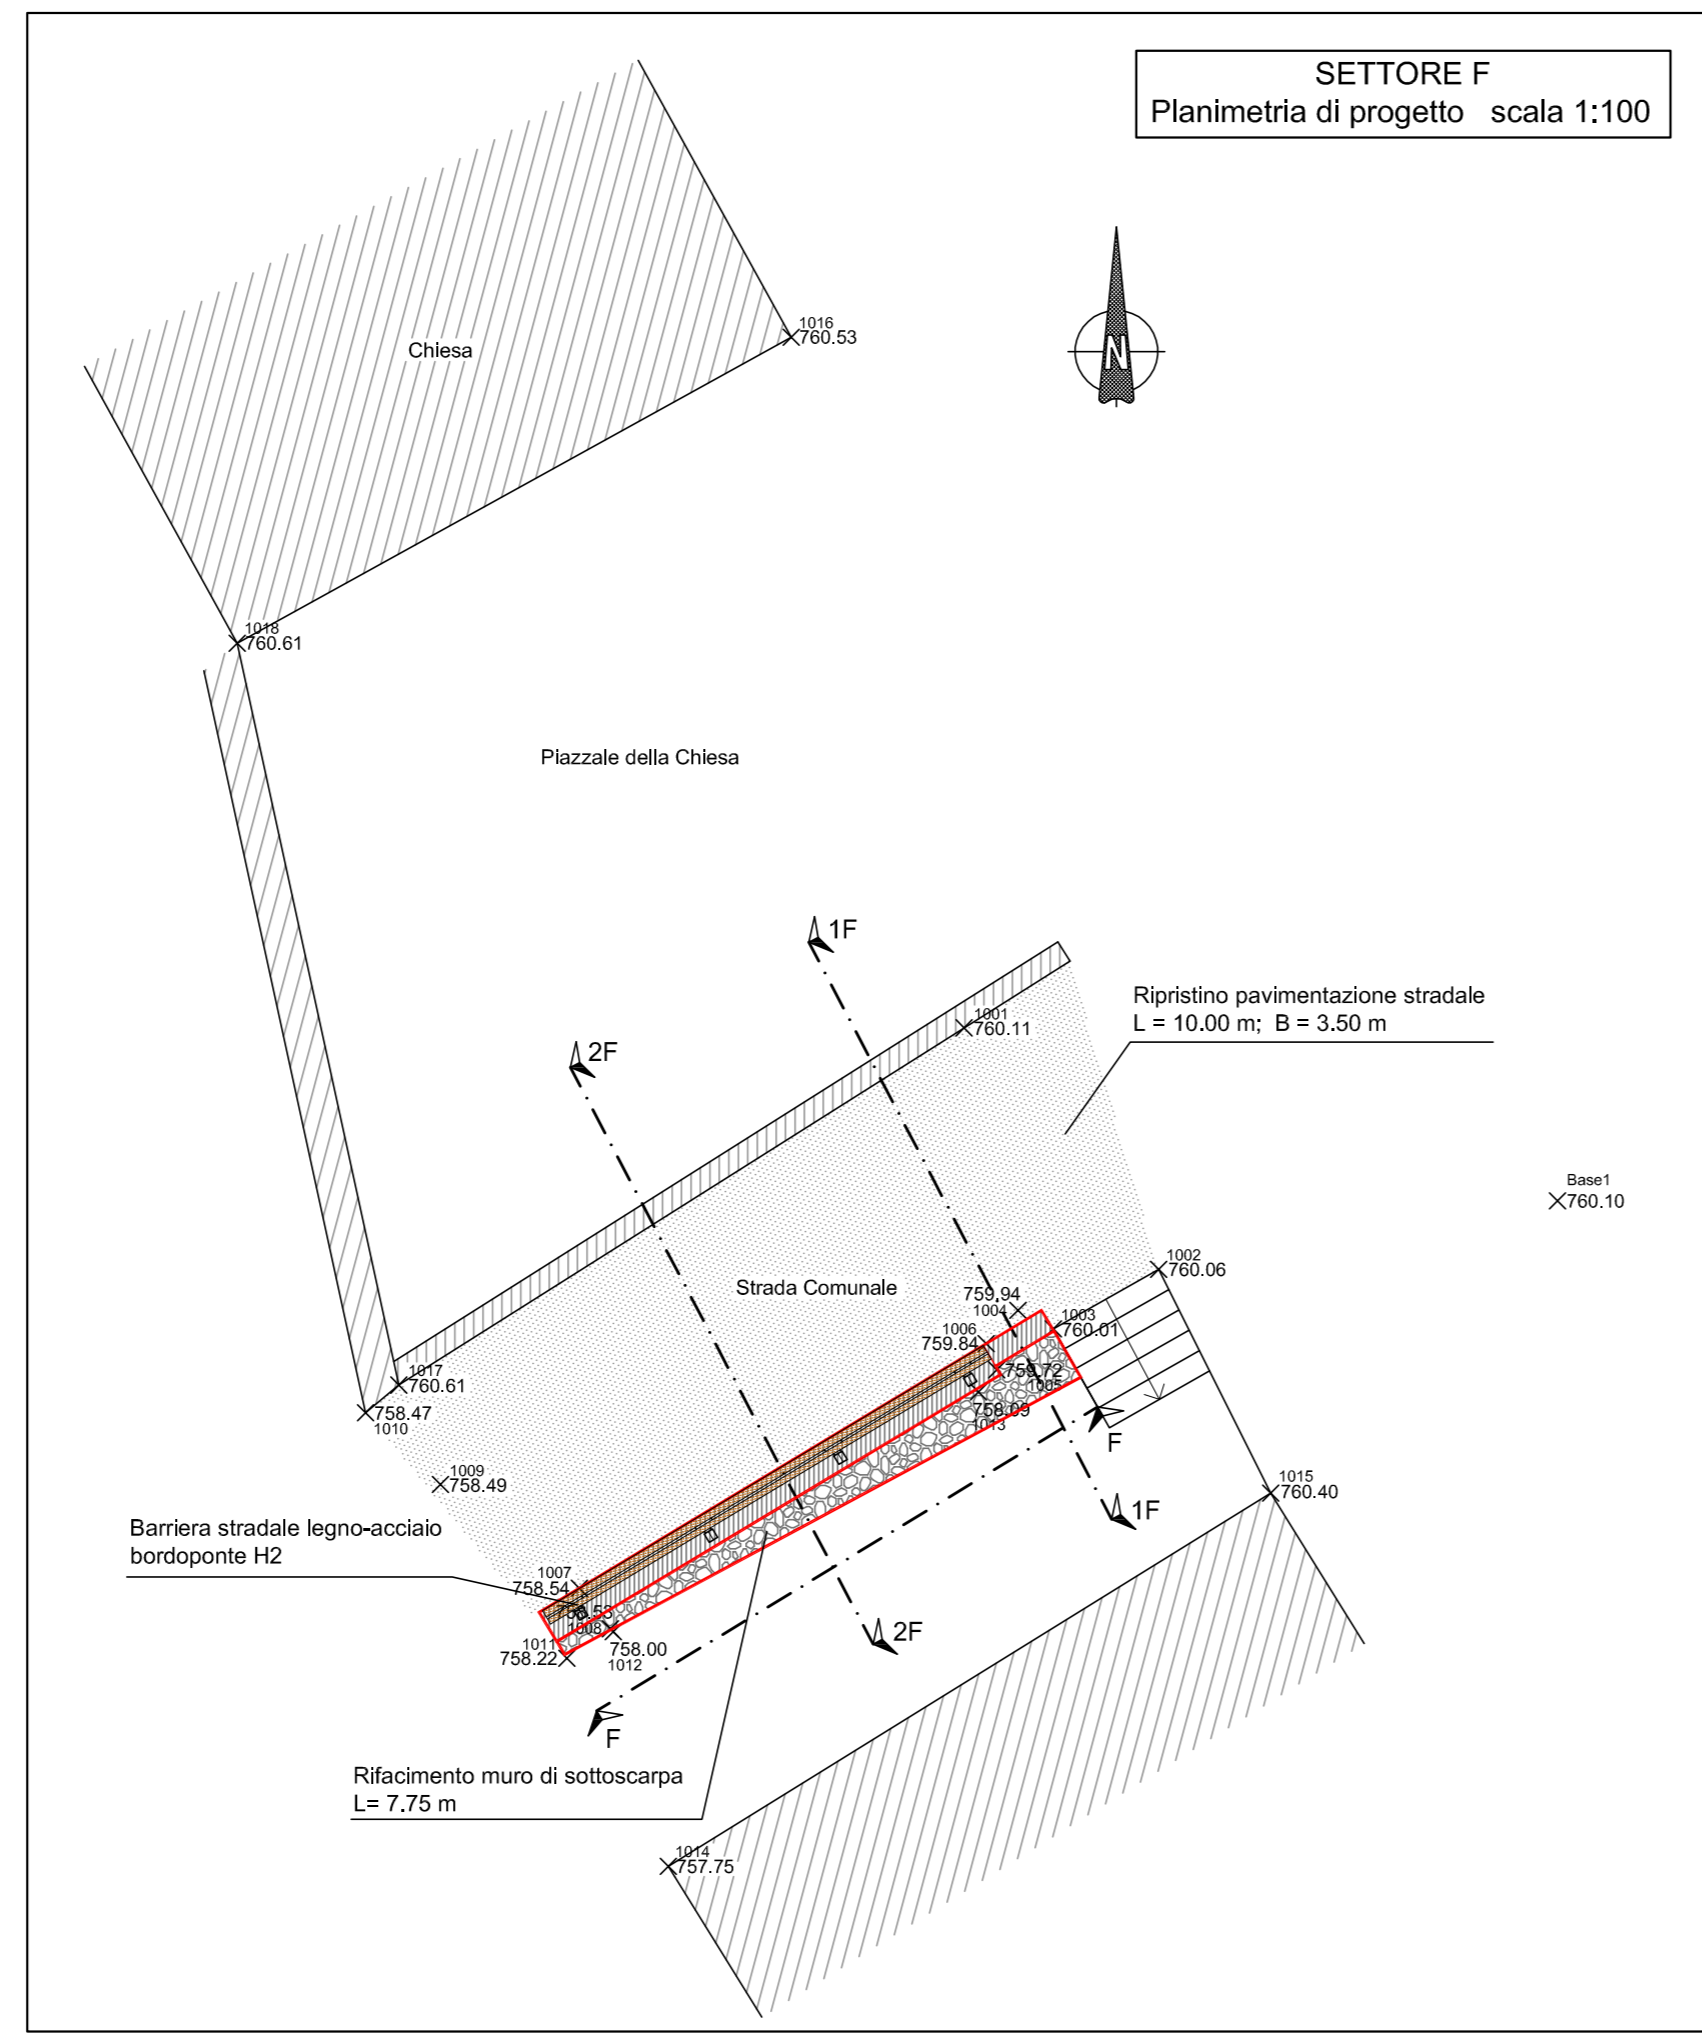 SETTORE F
Planimetria di progetto scala 1:100
1016
760.53
Chiesa
N
1018
760.61
Piazzale della Chiesa
1F
2F
Ripristino pavimentazione stradale
L = 10.00 m; B = 3.50 m
1001
760.11
Base1
760.10
1002
760.06
Strada Comunale
759.94
1004
1003
760.01
1006
759.84
759.72
1005
758.09
1013
1017
760.61
758.47
1010
F
1009
758.49
1015
760.40
1F
Barriera stradale legno-acciaio
bordoponte H2
1007
758.54
758.53
1008
1011
758.22
758.00
1012
2F
F
Rifacimento muro di sottoscarpa
L= 7.75 m
1014
757.75